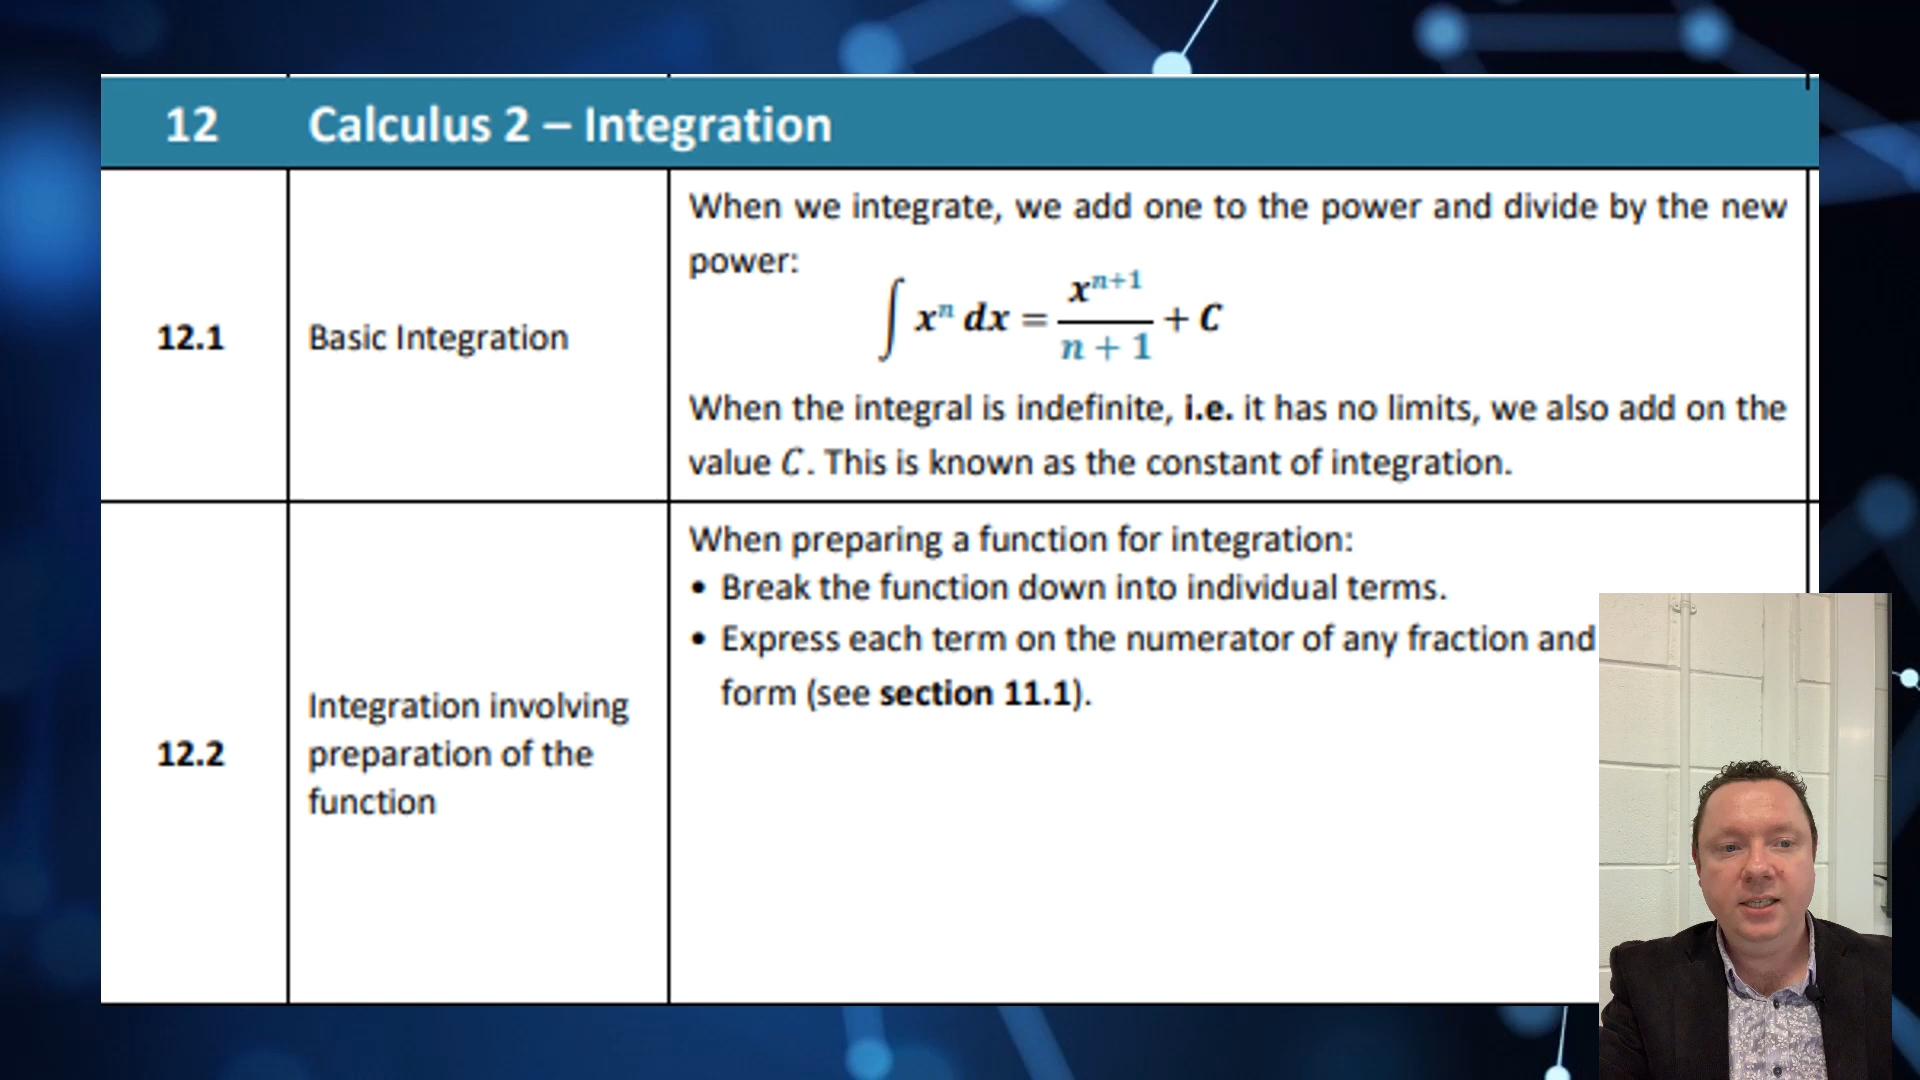 12 Calculus 2 – Integration
12.1 Basic Integration
When we integrate, we add one to the power and divide by the new
power:
∫ xⁿ dx = xⁿ⁺¹ / (n + 1) + C
When the integral is indefinite, i.e. it has no limits, we also add on the
value C. This is known as the constant of integration.
12.2 Integration involving
preparation of the
function
When preparing a function for integration:
• Break the function down into individual terms.
• Express each term on the numerator of any fraction and
form (see section 11.1).